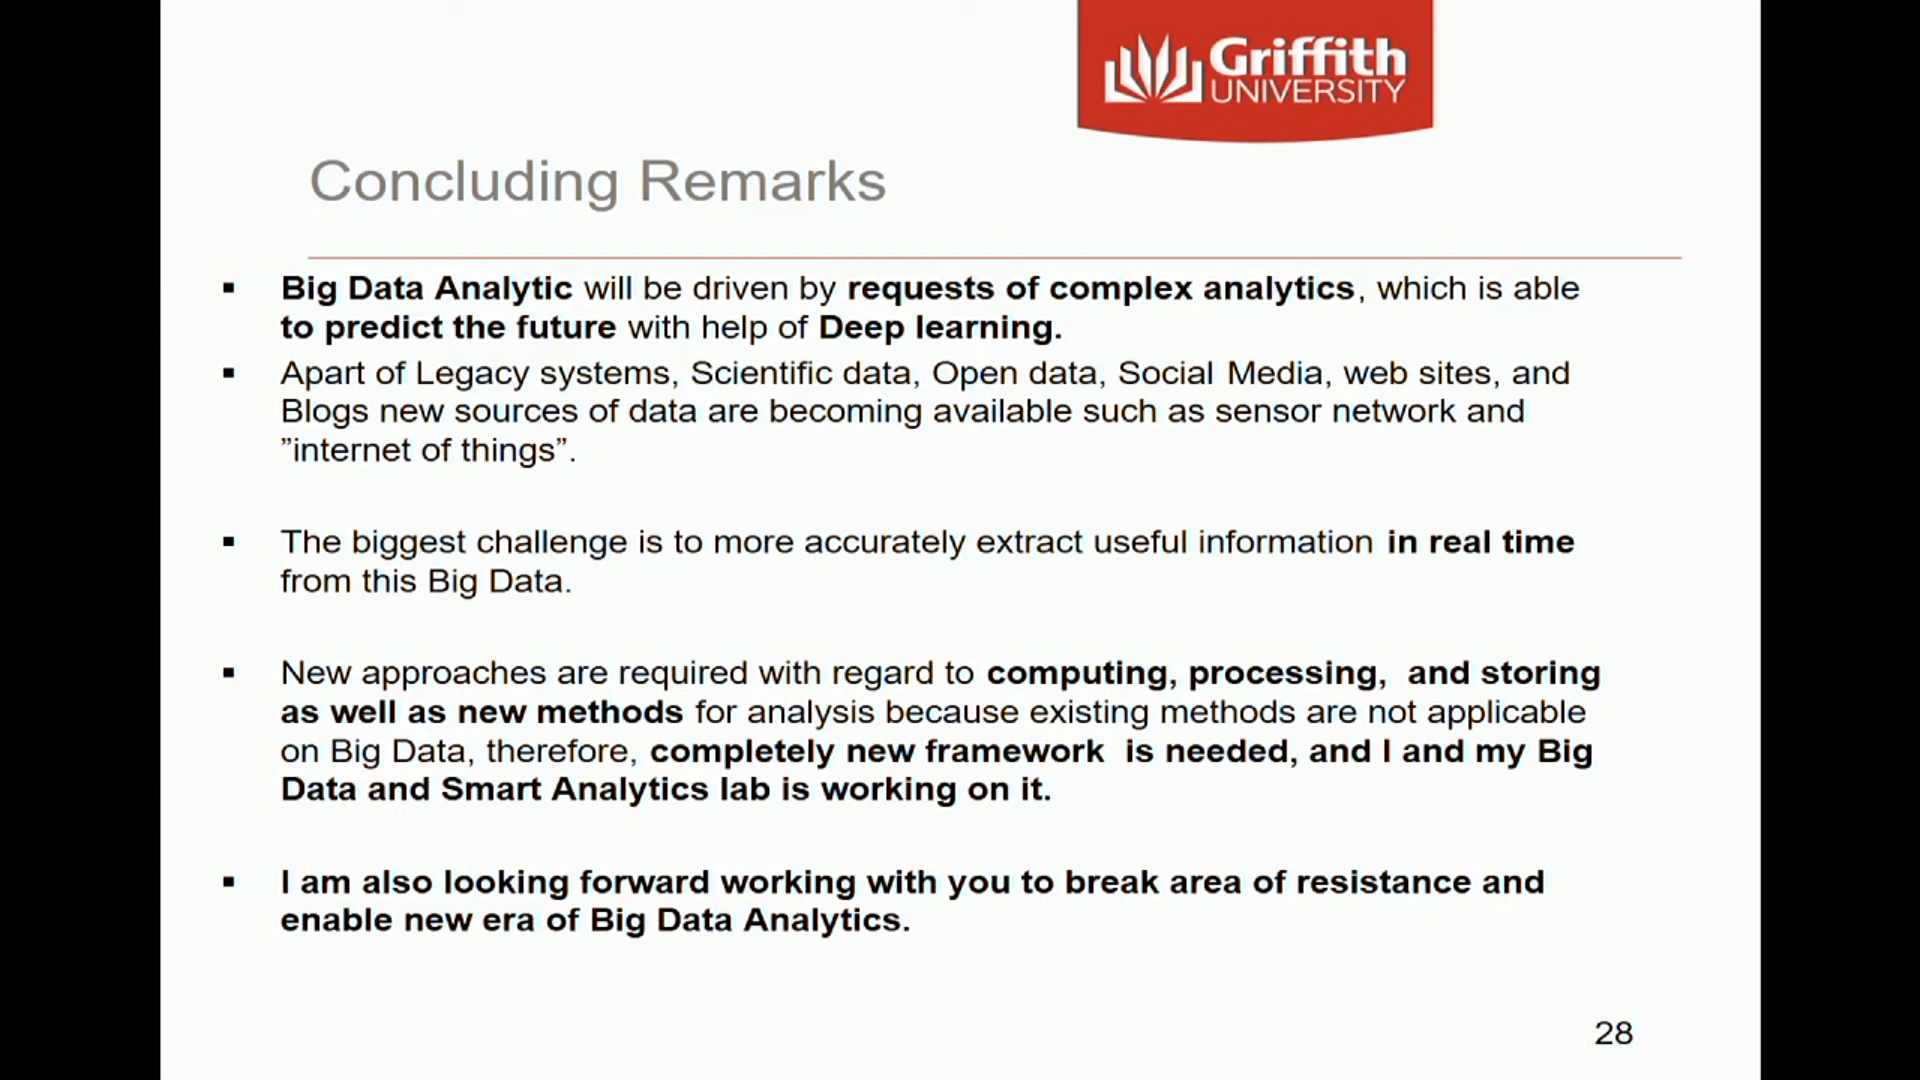 Griffith
UNIVERSITY
Concluding Remarks
▪ Big Data Analytic will be driven by requests of complex analytics, which is able
to predict the future with help of Deep learning.
▪ Apart of Legacy systems, Scientific data, Open data, Social Media, web sites, and
Blogs new sources of data are becoming available such as sensor network and
”internet of things”.
▪ The biggest challenge is to more accurately extract useful information in real time
from this Big Data.
▪ New approaches are required with regard to computing, processing, and storing
as well as new methods for analysis because existing methods are not applicable
on Big Data, therefore, completely new framework is needed, and I and my Big
Data and Smart Analytics lab is working on it.
▪ I am also looking forward working with you to break area of resistance and
enable new era of Big Data Analytics.
28